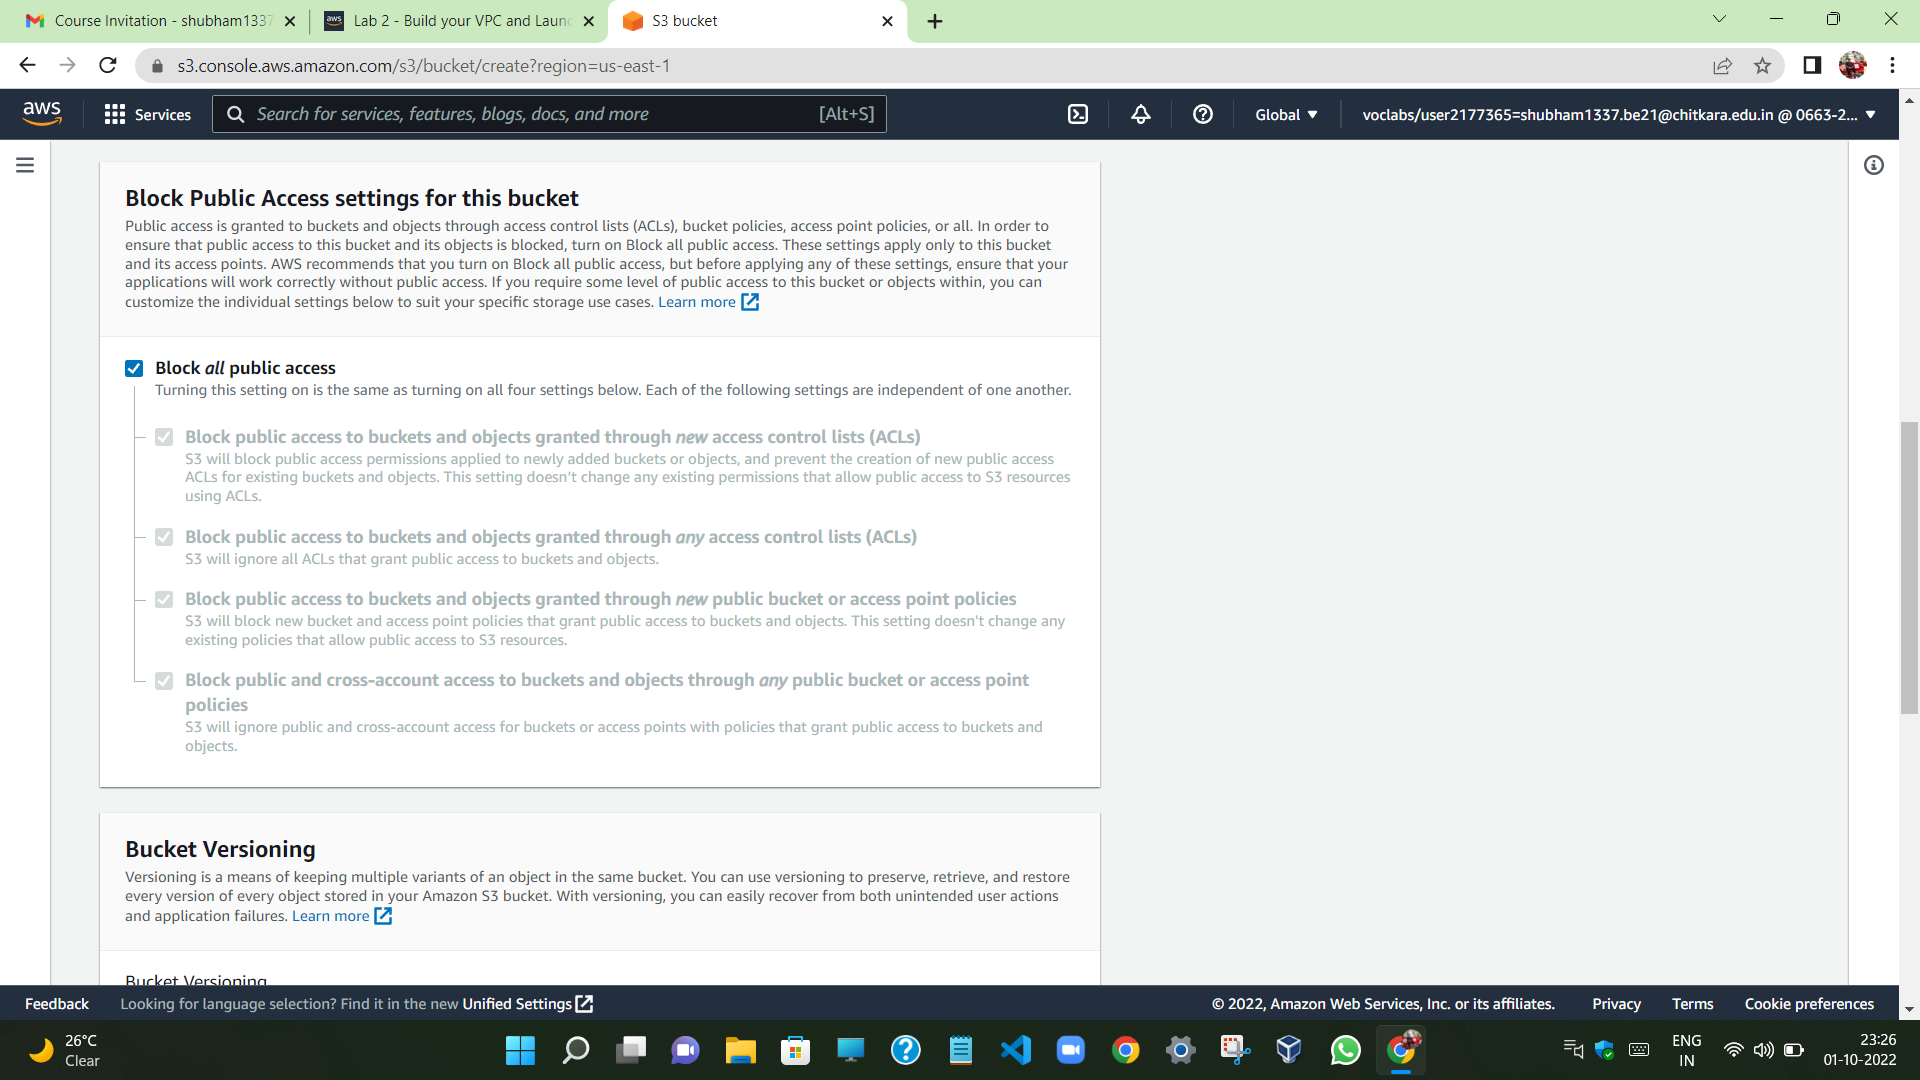 Course Invitation - shubham1337
Lab 2 - Build your VPC and Launc
S3 bucket
s3.console.aws.amazon.com/s3/bucket/create?region=us-east-1
aws
Services
Search for services, features, blogs, docs, and more
[Alt+S]
Global
voclabs/user2177365=shubham1337.be21@chitkara.edu.in @ 0663-2...
Block Public Access settings for this bucket
Public access is granted to buckets and objects through access control lists (ACLs), bucket policies, access point policies, or all. In order to
ensure that public access to this bucket and its objects is blocked, turn on Block all public access. These settings apply only to this bucket
and its access points. AWS recommends that you turn on Block all public access, but before applying any of these settings, ensure that your
applications will work correctly without public access. If you require some level of public access to this bucket or objects within, you can
customize the individual settings below to suit your specific storage use cases. Learn more
Block all public access
Turning this setting on is the same as turning on all four settings below. Each of the following settings are independent of one another.
Block public access to buckets and objects granted through new access control lists (ACLs)
S3 will block public access permissions applied to newly added buckets or objects, and prevent the creation of new public access
ACLs for existing buckets and objects. This setting doesn't change any existing permissions that allow public access to S3 resources
using ACLs.
Block public access to buckets and objects granted through any access control lists (ACLs)
S3 will ignore all ACLs that grant public access to buckets and objects.
Block public access to buckets and objects granted through new public bucket or access point policies
S3 will block new bucket and access point policies that grant public access to buckets and objects. This setting doesn't change any
existing policies that allow public access to S3 resources.
Block public and cross-account access to buckets and objects through any public bucket or access point
policies
S3 will ignore public and cross-account access for buckets or access points with policies that grant public access to buckets and
objects.
Bucket Versioning
Versioning is a means of keeping multiple variants of an object in the same bucket. You can use versioning to preserve, retrieve, and restore
every version of every object stored in your Amazon S3 bucket. With versioning, you can easily recover from both unintended user actions
and application failures. Learn more
Bucket Versioning
Feedback
Looking for language selection? Find it in the new Unified Settings
© 2022, Amazon Web Services, Inc. or its affiliates.
Privacy
Terms
Cookie preferences
26°C
Clear
ENG
IN
23:26
01-10-2022